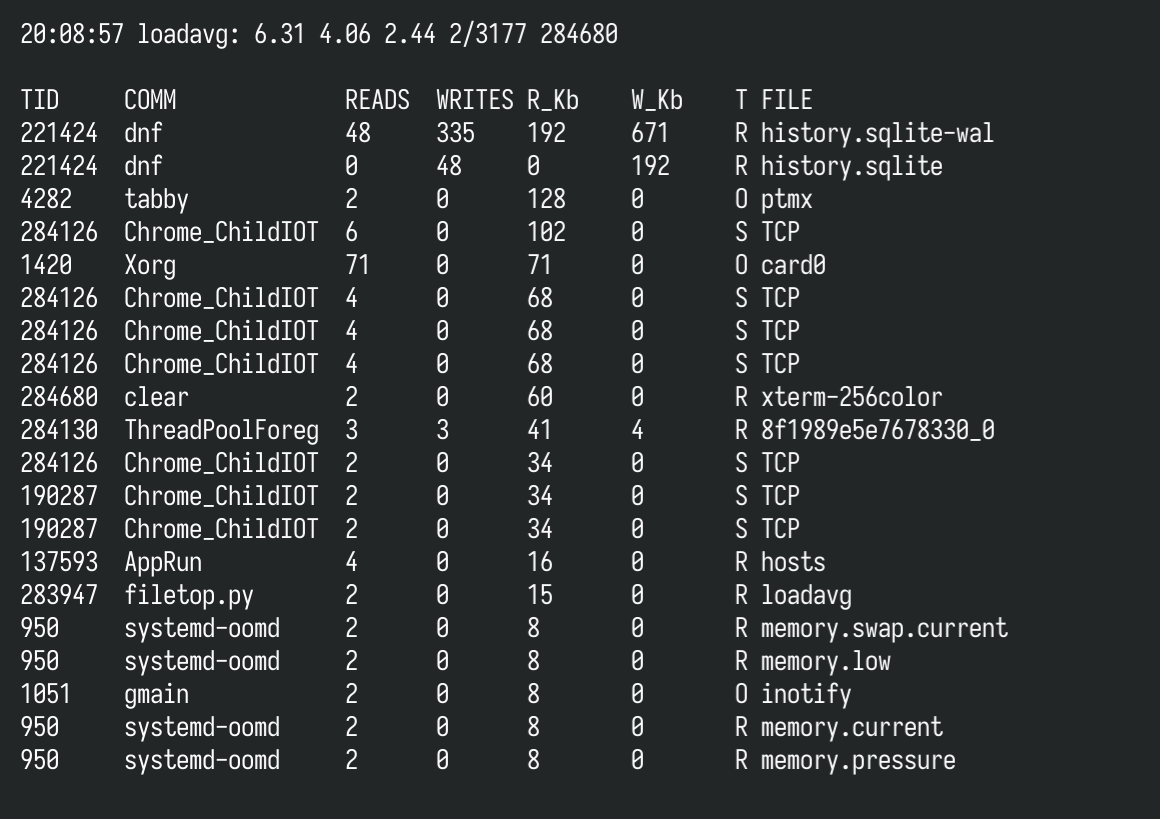 20:08:57 loadavg: 6.31 4.06 2.44 2/3177 284680
TID    COMM             READS  WRITES R_Kb    W_Kb    T FILE
221424 dnf              48     335    192     671     R history.sqlite-wal
221424 dnf              0      48     0       192     R history.sqlite
4282   tabby            2      0      128     0       O ptmx
284126 Chrome_ChildIOT  6      0      102     0       S TCP
1420   Xorg             71     0      71      0       O card0
284126 Chrome_ChildIOT  4      0      68      0       S TCP
284126 Chrome_ChildIOT  4      0      68      0       S TCP
284126 Chrome_ChildIOT  4      0      68      0       S TCP
284680 clear            2      0      60      0       R xterm-256color
284130 ThreadPoolForeg  3      3      41      4       R 8f1989e5e7678330_0
284126 Chrome_ChildIOT  2      0      34      0       S TCP
190287 Chrome_ChildIOT  2      0      34      0       S TCP
190287 Chrome_ChildIOT  2      0      34      0       S TCP
137593 AppRun           4      0      16      0       R hosts
283947 filetop.py       2      0      15      0       R loadavg
950    systemd-oomd     2      0      8       0       R memory.swap.current
950    systemd-oomd     2      0      8       0       R memory.low
1051   gmain            2      0      8       0       O inotify
950    systemd-oomd     2      0      8       0       R memory.current
950    systemd-oomd     2      0      8       0       R memory.pressure